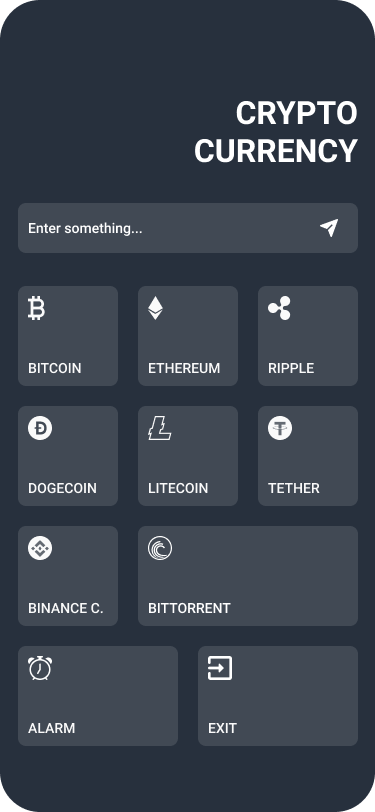 CRYPTO
CURRENCY
Enter something...
BITCOIN
ETHEREUM
RIPPLE
DOGECOIN
LITECOIN
TETHER
BINANCE C.
BITTORRENT
ALARM
EXIT